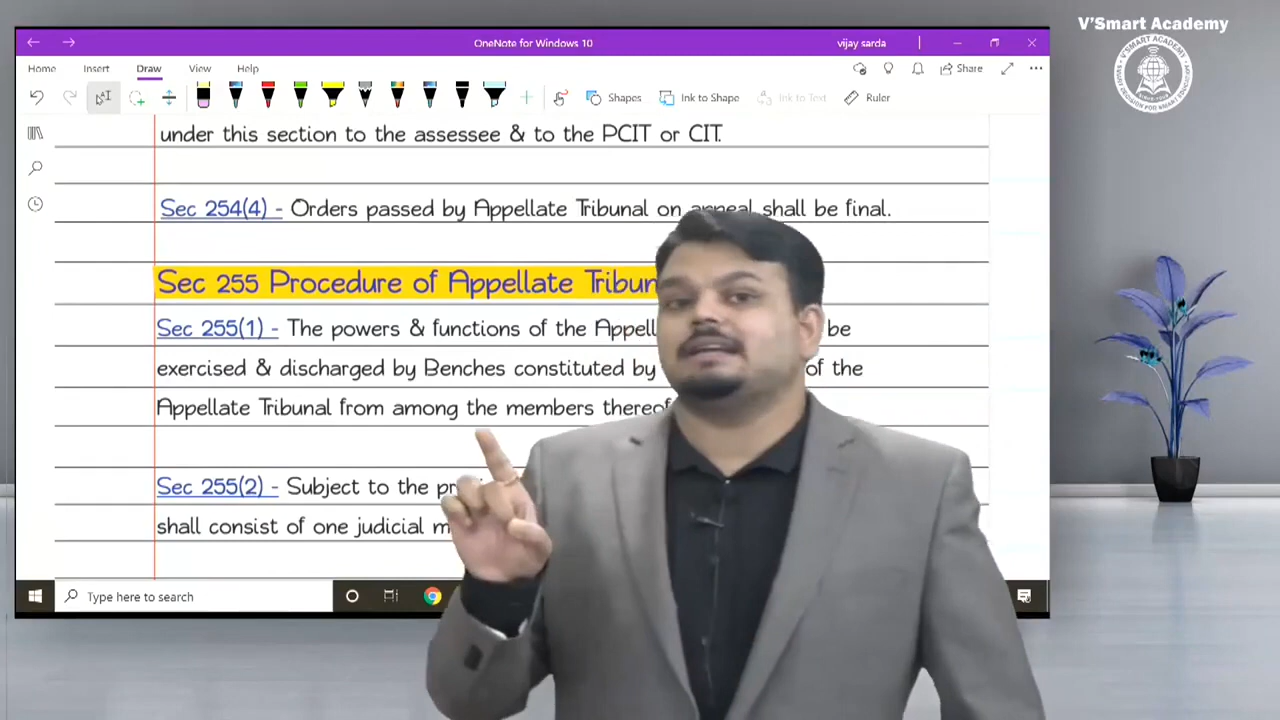 V'Smart Academy
OneNote for Windows 10
vijay sarda
Home Insert Draw View Help
Share
Shapes
Ink to Shape
Ink to Text
Ruler
under this section to the assessee & to the PCIT or CIT.
Sec 254(4) - Orders passed by Appellate Tribunal on appeal shall be final.
Sec 255 Procedure of Appellate Tribun
Sec 255(1) - The powers & functions of the Appell be
exercised & discharged by Benches constituted by of the
Appellate Tribunal from among the members thereof
Sec 255(2) - Subject to the pr
shall consist of one judicial m
Type here to search